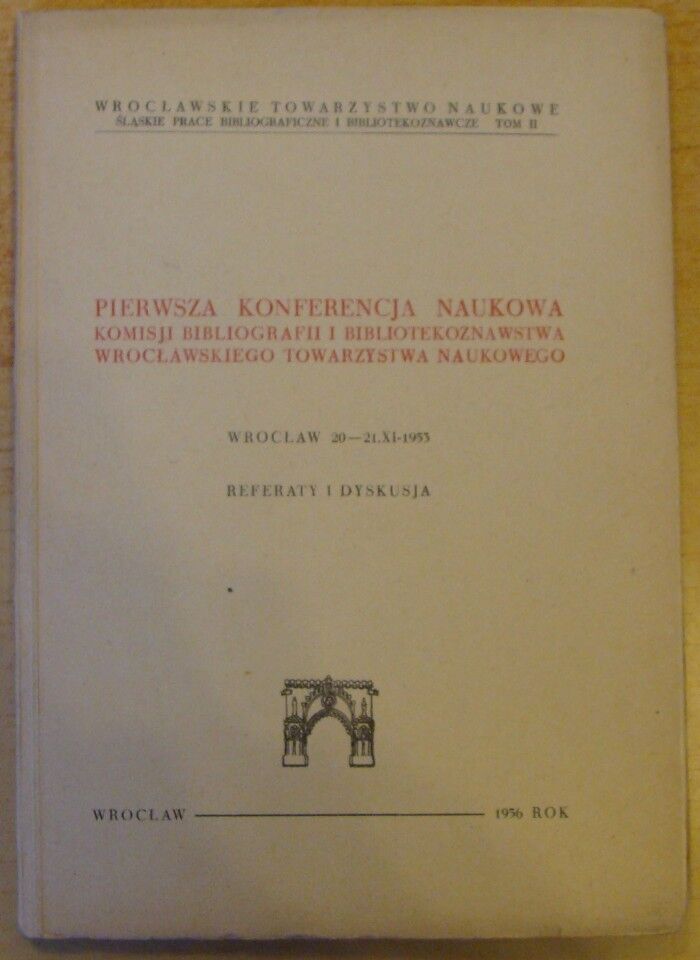 WROCŁAWSKIE TOWARZYSTWO NAUKOWE
ŚLĄSKIE PRACE BIBLIOGRAFICZNE I BIBLIOTEKOZNAWCZE TOM II
PIERWSZA KONFERENCJA NAUKOWA
KOMISJI BIBLIOGRAFII I BIBLIOTEKOZNAWSTWA
WROCŁAWSKIEGO TOWARZYSTWA NAUKOWEGO
WROCŁAW 20—21.XI-1953
REFERATY I DYSKUSJA
WROCŁAW 1956 ROK